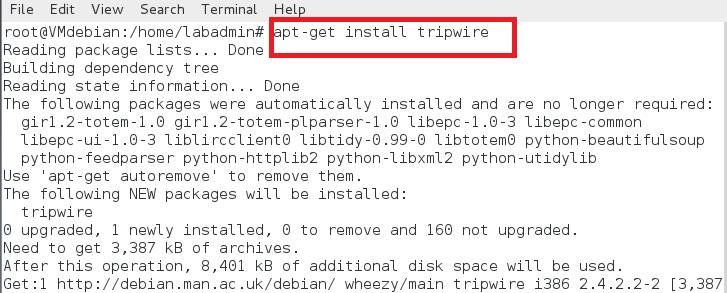 File Edit View Search Terminal Help
root@VMdebian:/home/labadmin# apt-get install tripwire
Reading package lists... Done
Building dependency tree
Reading state information... Done
The following packages were automatically installed and are no longer required:
  gir1.2-totem-1.0 gir1.2-totem-plparser-1.0 libepc-1.0-3 libepc-common
  libepc-ui-1.0-3 liblircclient0 libtidy-0.99-0 libtotem0 python-beautifulsoup
  python-feedparser python-httplib2 python-libxml2 python-utidylib
Use 'apt-get autoremove' to remove them.
The following NEW packages will be installed:
  tripwire
0 upgraded, 1 newly installed, 0 to remove and 160 not upgraded.
Need to get 3,387 kB of archives.
After this operation, 8,401 kB of additional disk space will be used.
Get:1 http://debian.man.ac.uk/debian/ wheezy/main tripwire i386 2.4.2.2-2 [3,387